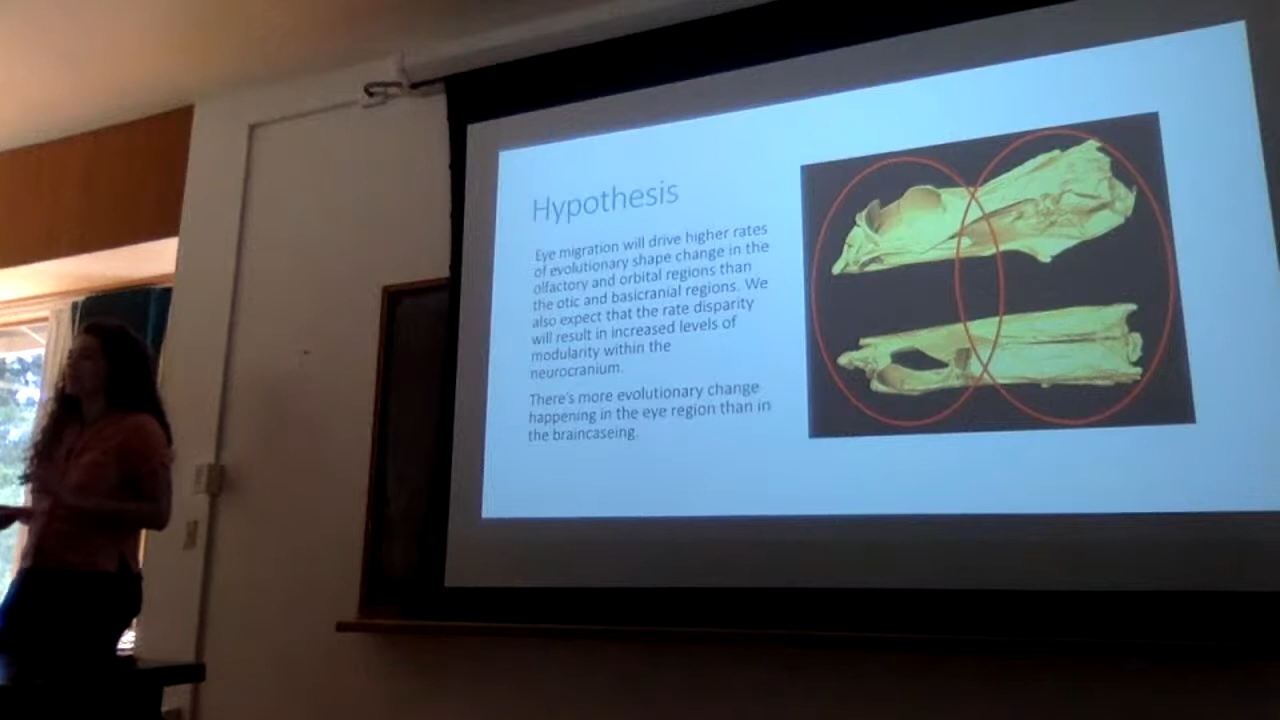 Hypothesis
Eye migration will drive higher rates
of evolutionary shape change in the
olfactory and orbital regions than
the otic and basicranial regions. We
also expect that the rate disparity
will result in increased levels of
modularity within the
neurocranium.
There's more evolutionary change
happening in the eye region than in
the braincaseing.